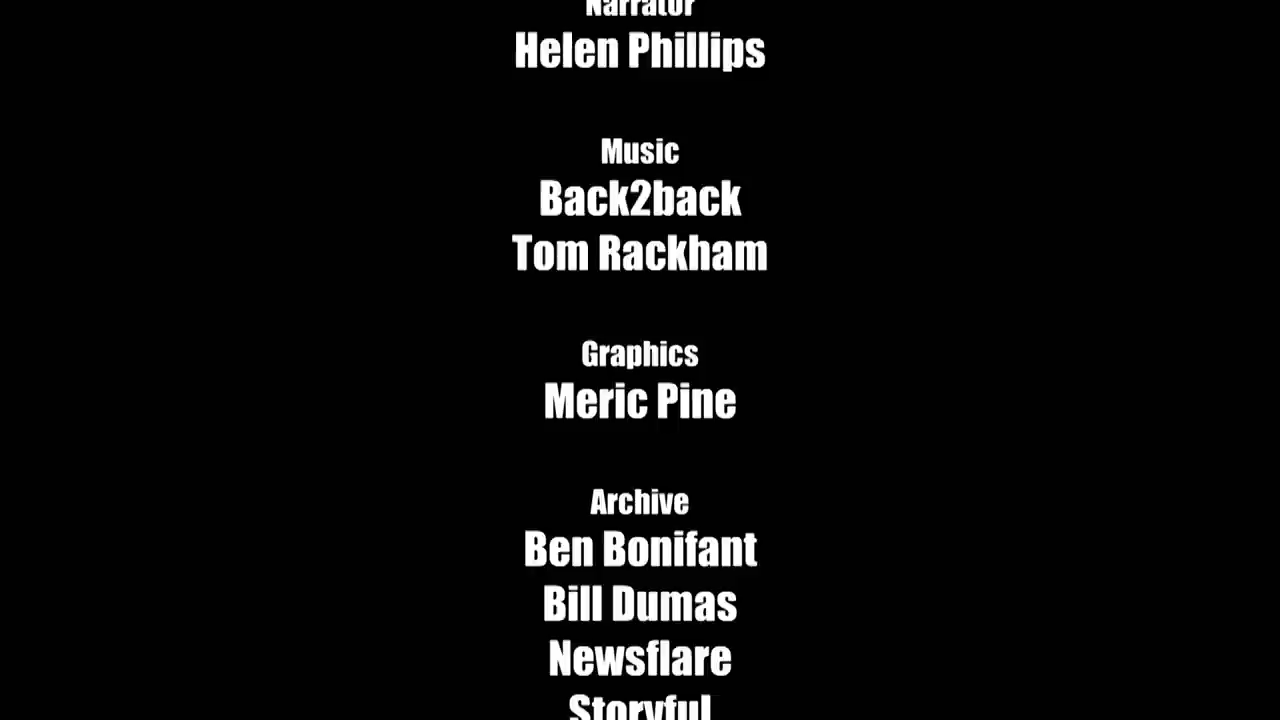 Narrator
Helen Phillips
Music
Back2back
Tom Rackham
Graphics
Meric Pine
Archive
Ben Bonifant
Bill Dumas
Newsflare
Storyful